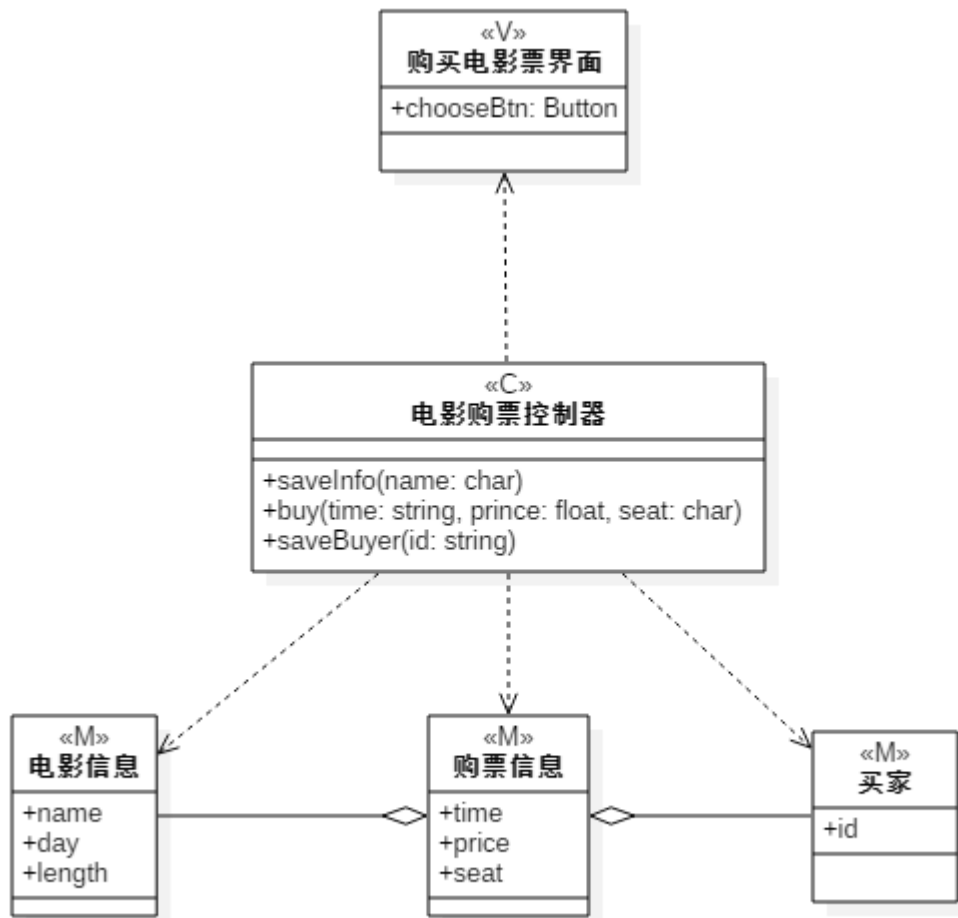 «V»
购买电影票界面
+chooseBtn: Button
«C»
电影购票控制器
+saveInfo(name: char)
+buy(time: string, prince: float, seat: char)
+saveBuyer(id: string)
«M»
电影信息
+name
+day
+length
«M»
购票信息
+time
+price
+seat
«M»
买家
+id